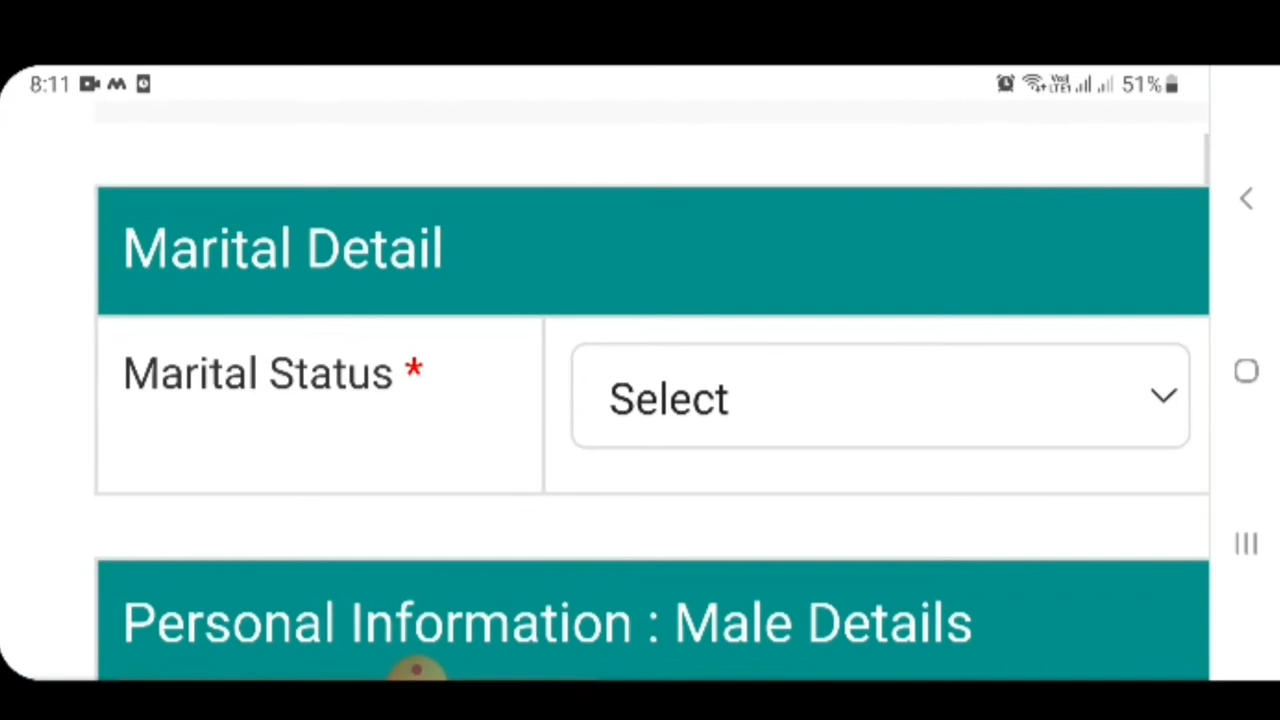 8:11 51%
Marital Detail
Marital Status *
Select
Personal Information : Male Details